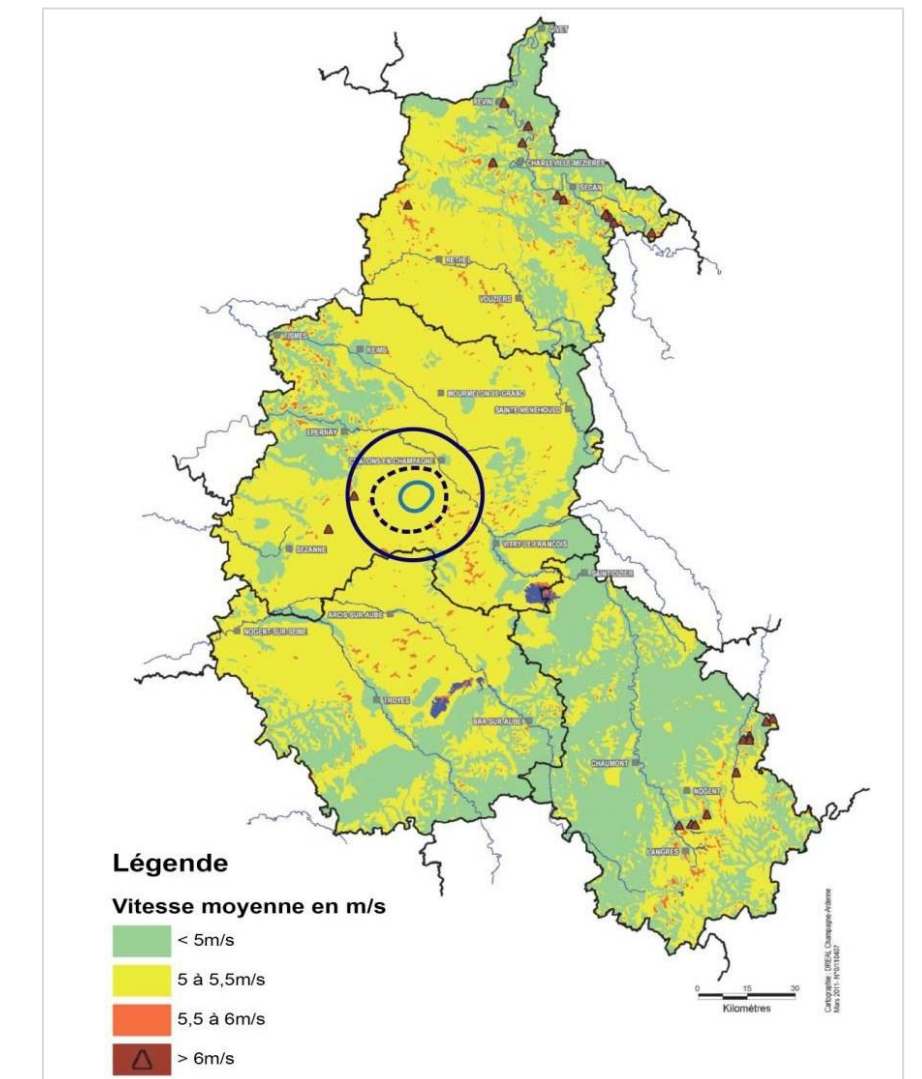 GIVET
REVIN
CHARLEVILLE-MEZIERES
SEDAN
RETHEL
VOUZIERS
FISMES
REIMS
MOURMELON-LE-GRAND
SAINTE-MENEHOULD
EPERNAY
CHALONS-EN-CHAMPAGNE
VITRY-LE-FRANCOIS
SEZANNE
SAINT-DIZIER
ARCIS-SUR-AUBE
NOGENT-SUR-SEINE
TROYES
BAR-SUR-AUBE
CHAUMONT
NOGENT
LANGRES
Légende
Vitesse moyenne en m/s
< 5m/s
5 à 5,5m/s
5,5 à 6m/s
> 6m/s
0 15 30
Kilomètres
Cartographie : DREAL Champagne-Ardenne